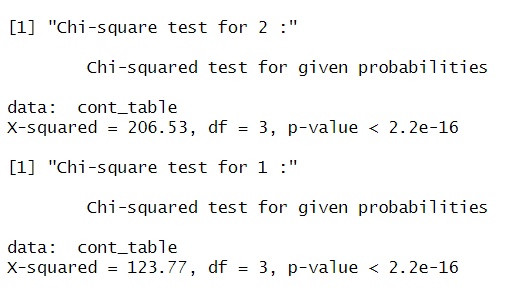 [1] "Chi-square test for 2 :"
Chi-squared test for given probabilities
data:  cont_table
X-squared = 206.53, df = 3, p-value < 2.2e-16
[1] "Chi-square test for 1 :"
Chi-squared test for given probabilities
data:  cont_table
X-squared = 123.77, df = 3, p-value < 2.2e-16